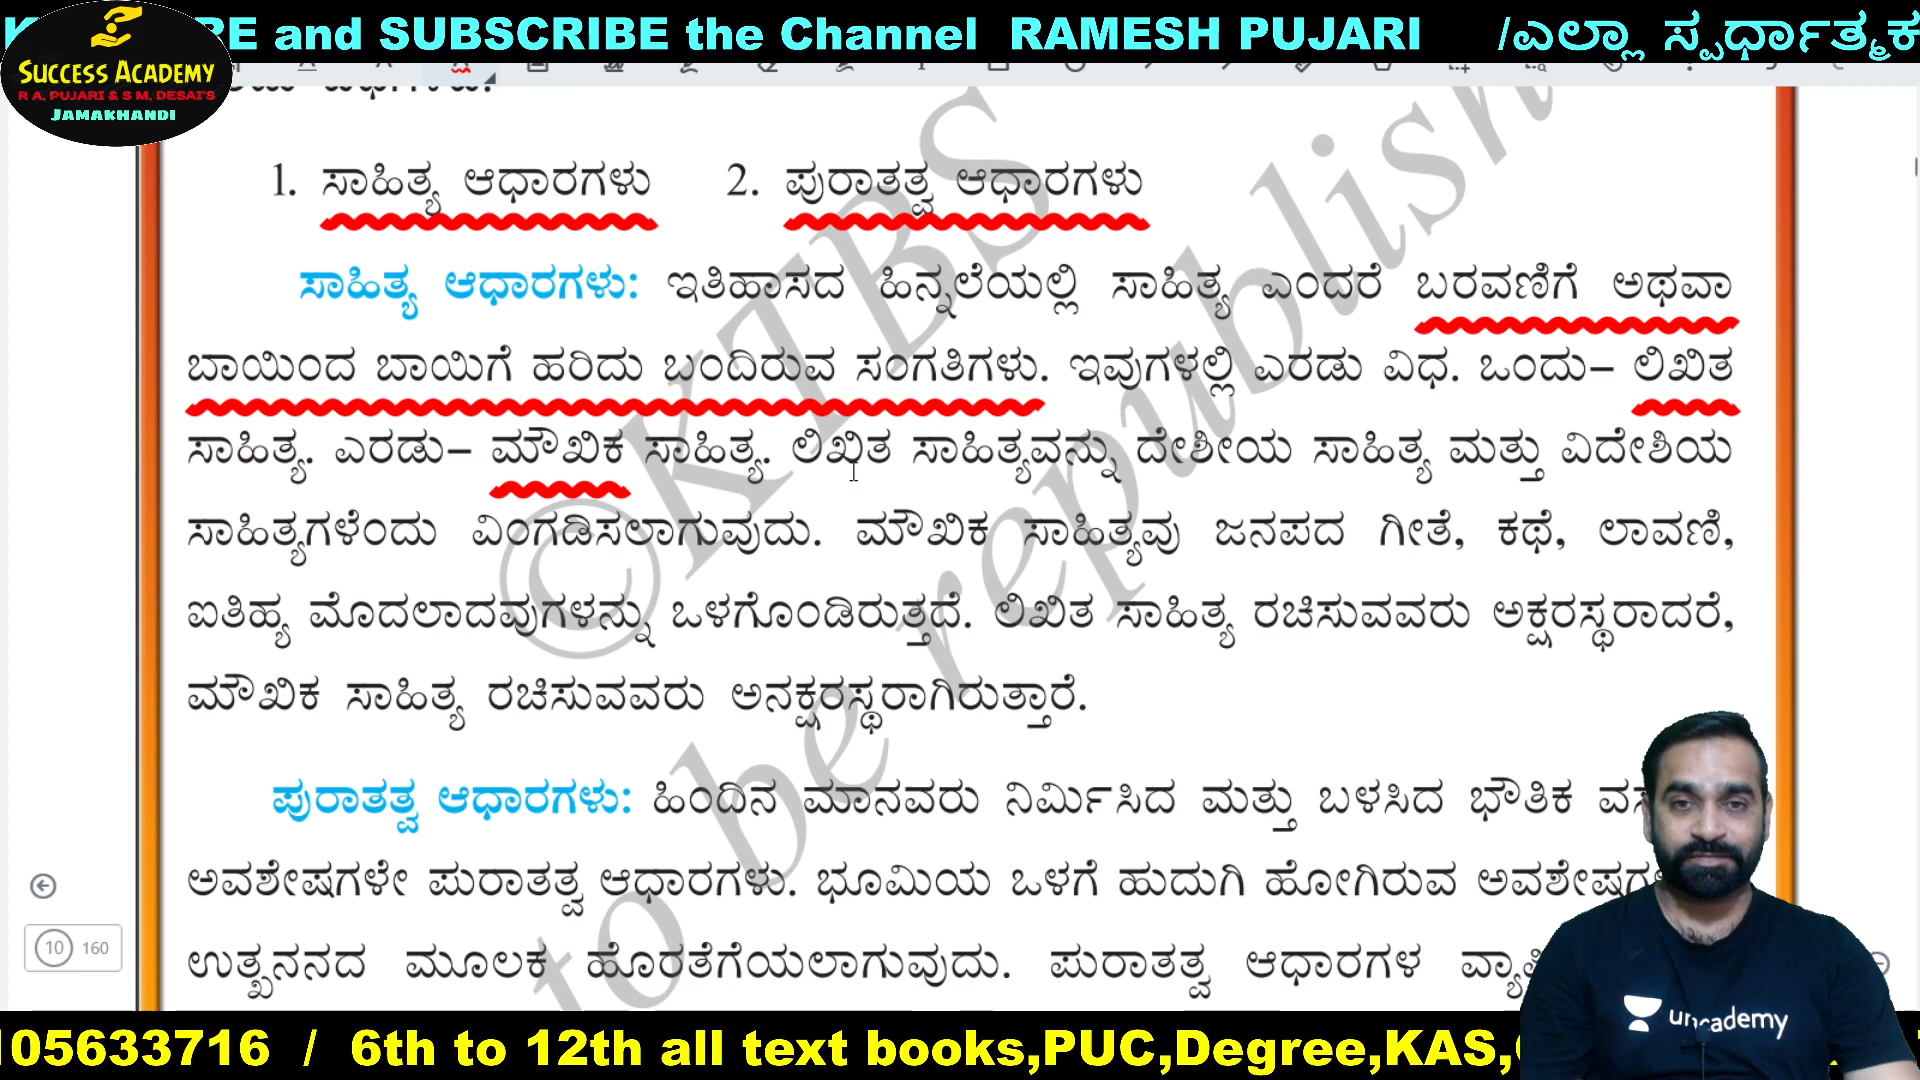 RE and SUBSCRIBE the Channel RAMESH PUJARI /ಎಲ್ಲಾ ಸ್ಪರ್ಧಾತ್ಮಕ
SUCCESS ACADEMY
R A, PUJARI & S M, DESAI'S
JAMAKHANDI
1. ಸಾಹಿತ್ಯ ಆಧಾರಗಳು 2. ಪುರಾತತ್ವ ಆಧಾರಗಳು
ಸಾಹಿತ್ಯ ಆಧಾರಗಳು: ಇತಿಹಾಸದ ಹಿನ್ನಲೆಯಲ್ಲಿ ಸಾಹಿತ್ಯ ಎಂದರೆ ಬರವಣಿಗೆ ಅಥವಾ
ಬಾಯಿಂದ ಬಾಯಿಗೆ ಹರಿದು ಬಂದಿರುವ ಸಂಗತಿಗಳು. ಇವುಗಳಲ್ಲಿ ಎರಡು ವಿಧ. ಒಂದು– ಲಿಖಿತ
ಸಾಹಿತ್ಯ. ಎರಡು– ಮೌಖಿಕ ಸಾಹಿತ್ಯ. ಲಿಖಿತ ಸಾಹಿತ್ಯವನ್ನು ದೇಶೀಯ ಸಾಹಿತ್ಯ ಮತ್ತು ವಿದೇಶಿಯ
ಸಾಹಿತ್ಯಗಳೆಂದು ವಿಂಗಡಿಸಲಾಗುವುದು. ಮೌಖಿಕ ಸಾಹಿತ್ಯವು ಜನಪದ ಗೀತೆ, ಕಥೆ, ಲಾವಣಿ,
ಐತಿಹ್ಯ ಮೊದಲಾದವುಗಳನ್ನು ಒಳಗೊಂಡಿರುತ್ತದೆ. ಲಿಖಿತ ಸಾಹಿತ್ಯ ರಚಿಸುವವರು ಅಕ್ಷರಸ್ಥರಾದರೆ,
ಮೌಖಿಕ ಸಾಹಿತ್ಯ ರಚಿಸುವವರು ಅನಕ್ಷರಸ್ಥರಾಗಿರುತ್ತಾರೆ.
ಪುರಾತತ್ವ ಆಧಾರಗಳು: ಹಿಂದಿನ ಮಾನವರು ನಿರ್ಮಿಸಿದ ಮತ್ತು ಬಳಸಿದ ಭೌತಿಕ
ಅವಶೇಷಗಳೇ ಪುರಾತತ್ವ ಆಧಾರಗಳು. ಭೂಮಿಯ ಒಳಗೆ ಹುದುಗಿ ಹೋಗಿರುವ
ಉತ್ಖನನದ ಮೂಲಕ ಹೊರತೆಗೆಯಲಾಗುವುದು. ಪುರಾತತ್ವ ಆಧಾರಗಳ
©KTBS
to be republish
10 160
unacademy
105633716 / 6th to 12th all text books,PUC,Degree,KAS,